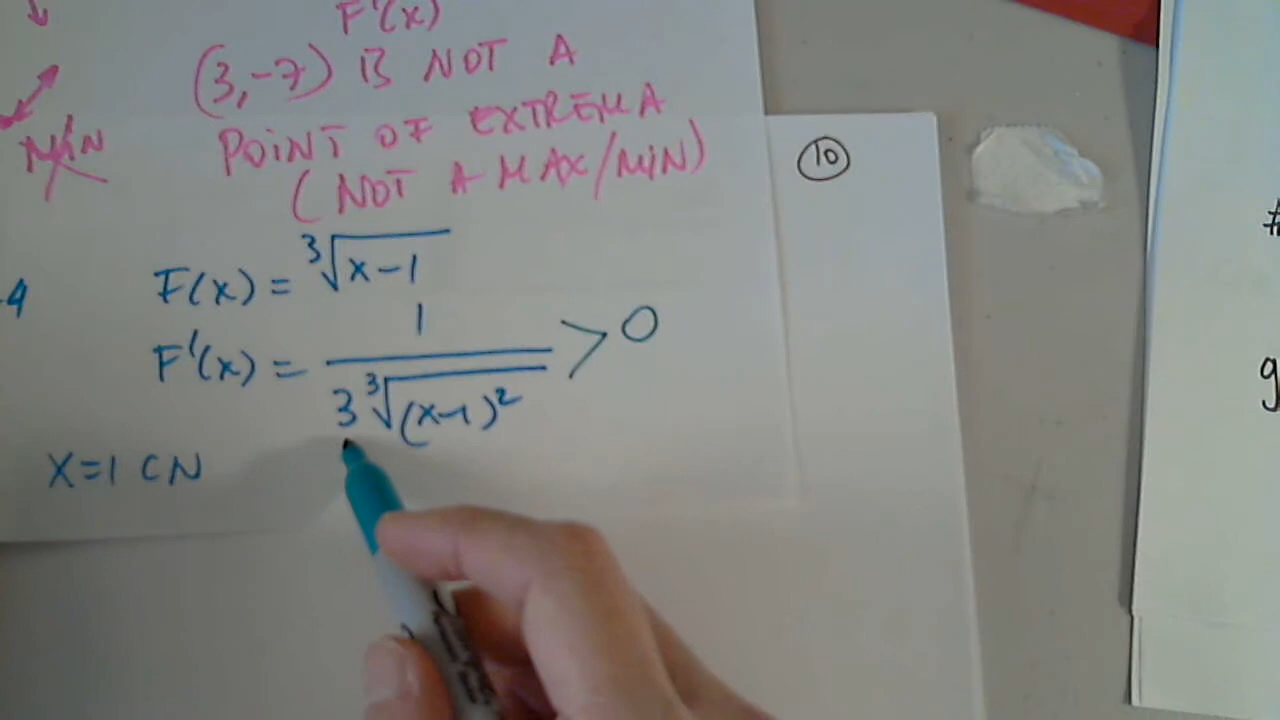 F'(x)
(3,-7) IS NOT A
POINT OF EXTREMA
(NOT A MAX/MIN)
MIN
10
F(x) = ∛(x-1)
-4
F'(x) = 1 / (3∛(x-1)²) > 0
X=1 CN
#
g